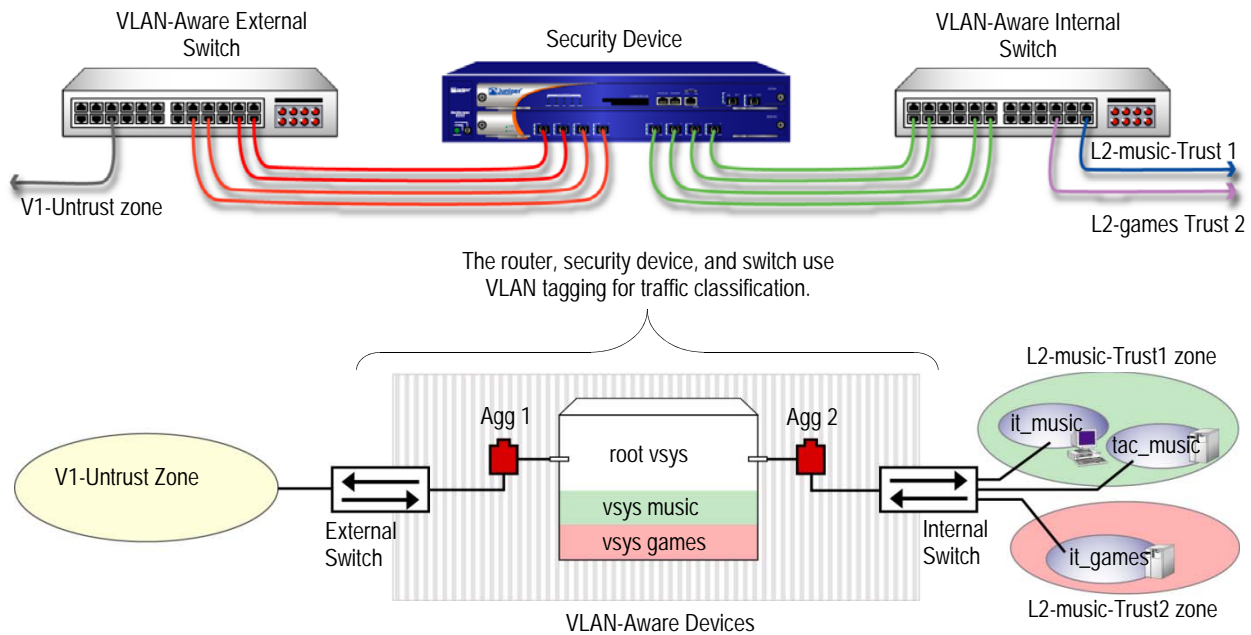 VLAN-Aware External
Switch
Security Device
VLAN-Aware Internal
Switch
V1-Untrust zone
L2-music-Trust 1
L2-games Trust 2
The router, security device, and switch use
VLAN tagging for traffic classification.
L2-music-Trust1 zone
Agg 1
Agg 2
it_music
tac_music
root vsys
V1-Untrust Zone
vsys music
vsys games
External
Switch
Internal
Switch
it_games
L2-music-Trust2 zone
VLAN-Aware Devices